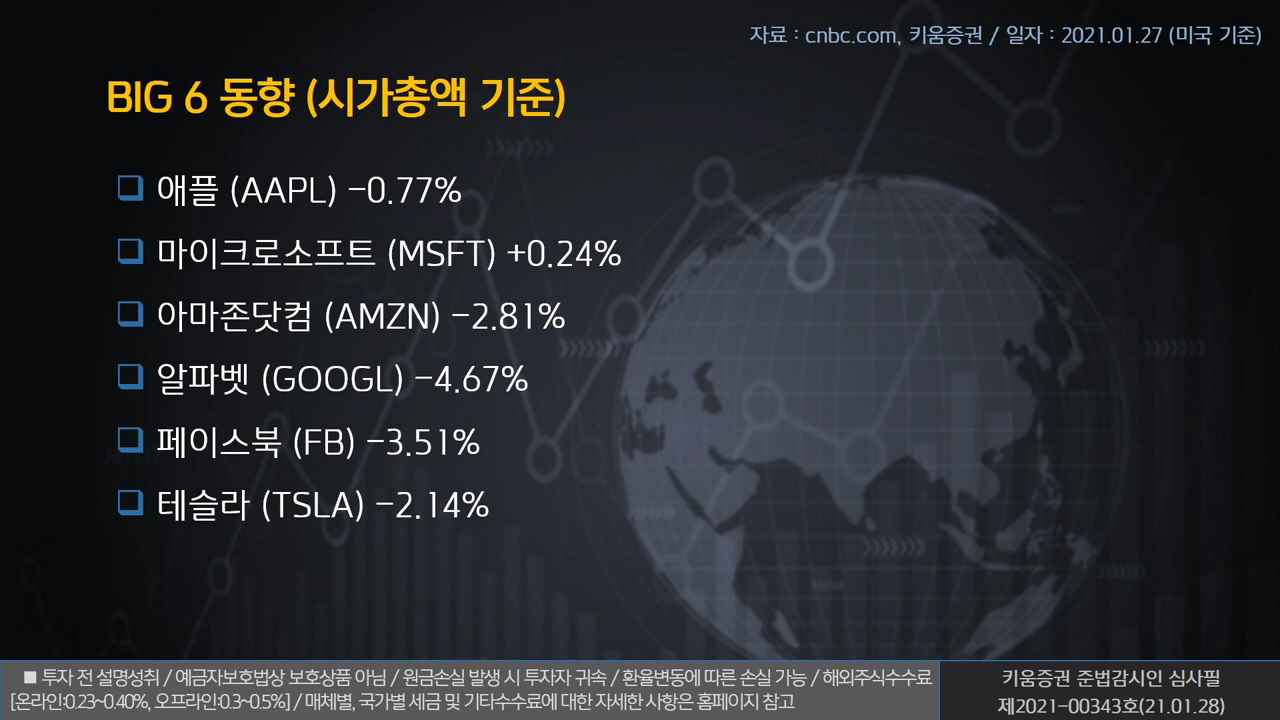 자료 : cnbc.com, 키움증권 / 일자 : 2021.01.27 (미국 기준)
BIG 6 동향 (시가총액 기준)
애플 (AAPL) -0.77%
마이크로소프트 (MSFT) +0.24%
아마존닷컴 (AMZN) -2.81%
알파벳 (GOOGL) -4.67%
페이스북 (FB) -3.51%
테슬라 (TSLA) -2.14%
■ 투자 전 설명성취 / 예금자보호법상 보호상품 아님 / 원금손실 발생 시 투자자 귀속 / 환율변동에 따른 손실 가능 / 해외주식수수료
[온라인:0.23~0.40%, 오프라인:0.3~0.5%] / 매체별, 국가별 세금 및 기타수수료에 대한 자세한 사항은 홈페이지 참고
키움증권 준법감시인 심사필
제2021-00343호(21.01.28)